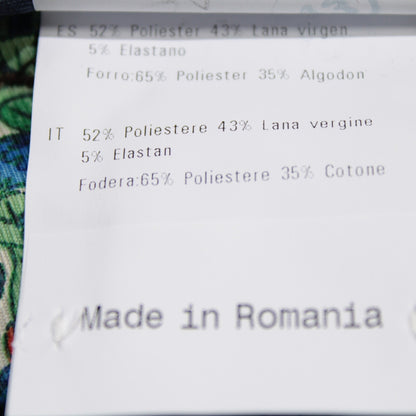 ES 52% Poliester 43% Lana virgen
5% Elastano
Forro:65% Poliester 35% Algodon
IT 52% Poliestere 43% Lana vergine
5% Elastan
Fodera:65% Poliestere 35% Cotone
Made in Romania